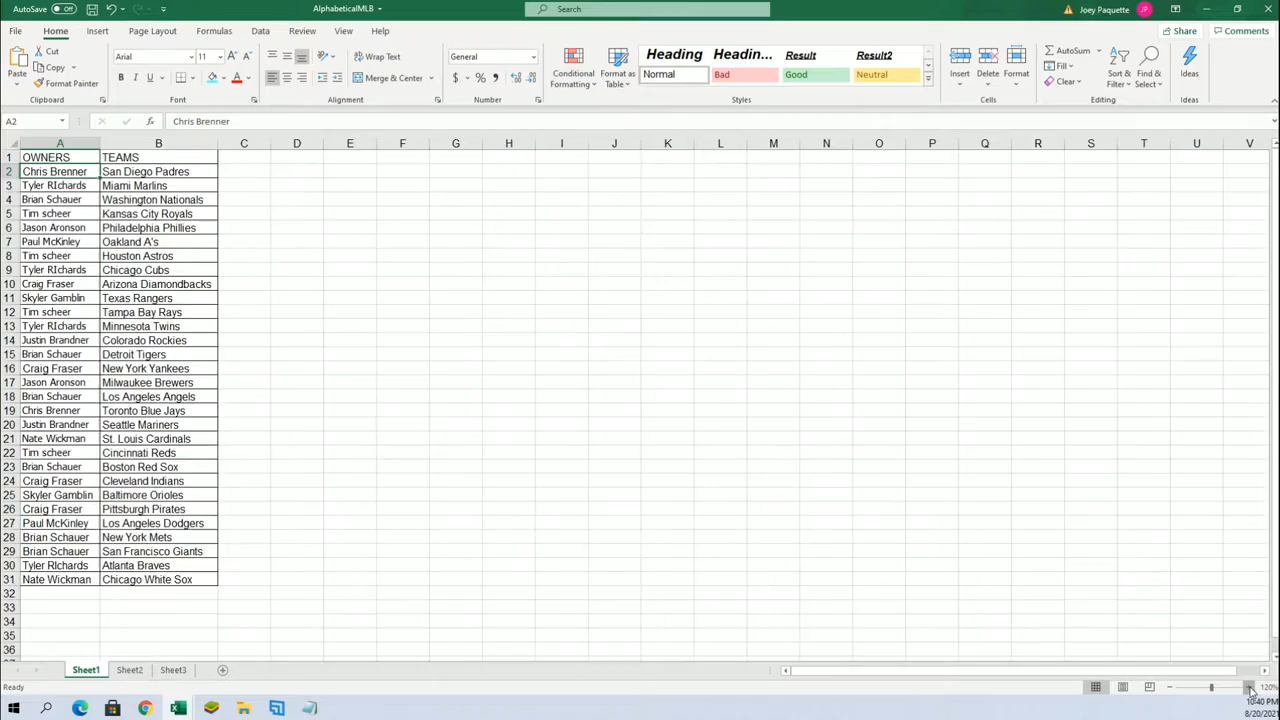 AutoSave Off AlphabeticalMLB Search Joey Paquette JP
File Home Insert Page Layout Formulas Data Review View Help Share Comments
Paste Cut Copy Format Painter Clipboard
Arial 11 A A B I U A Font
ab Wrap Text Merge & Center Alignment
General $ % 9 Number
Conditional Formatting Format as Table
Heading Headin... Result Result2
Normal Bad Good Neutral
Styles
Insert Delete Format Cells
AutoSum Fill Clear Sort & Filter Find & Select Editing
Ideas Ideas
A2 fx Chris Brenner
A B C D E F G H I J K L M N O P Q R S T U V
1 OWNERS TEAMS
2 Chris Brenner San Diego Padres
3 Tyler RIchards Miami Marlins
4 Brian Schauer Washington Nationals
5 Tim scheer Kansas City Royals
6 Jason Aronson Philadelphia Phillies
7 Paul McKinley Oakland A's
8 Tim scheer Houston Astros
9 Tyler RIchards Chicago Cubs
10 Craig Fraser Arizona Diamondbacks
11 Skyler Gamblin Texas Rangers
12 Tim scheer Tampa Bay Rays
13 Tyler RIchards Minnesota Twins
14 Justin Brandner Colorado Rockies
15 Brian Schauer Detroit Tigers
16 Craig Fraser New York Yankees
17 Jason Aronson Milwaukee Brewers
18 Brian Schauer Los Angeles Angels
19 Chris Brenner Toronto Blue Jays
20 Justin Brandner Seattle Mariners
21 Nate Wickman St. Louis Cardinals
22 Tim scheer Cincinnati Reds
23 Brian Schauer Boston Red Sox
24 Craig Fraser Cleveland Indians
25 Skyler Gamblin Baltimore Orioles
26 Craig Fraser Pittsburgh Pirates
27 Paul McKinley Los Angeles Dodgers
28 Brian Schauer New York Mets
29 Brian Schauer San Francisco Giants
30 Tyler RIchards Atlanta Braves
31 Nate Wickman Chicago White Sox
32
33
34
35
36
Sheet1 Sheet2 Sheet3
Ready 120%
10:40 PM
8/20/2021